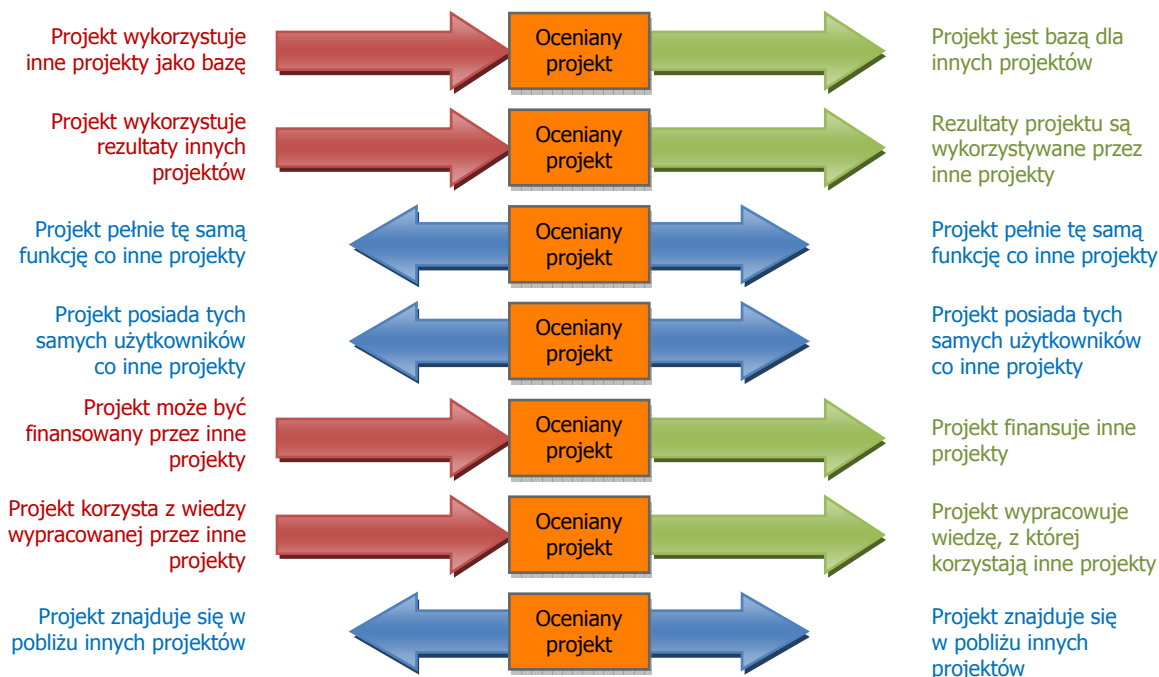 Projekt wykorzystuje
inne projekty jako bazę
Oceniany
projekt
Projekt jest bazą dla
innych projektów
Projekt wykorzystuje
rezultaty innych
projektów
Oceniany
projekt
Rezultaty projektu są
wykorzystywane przez
inne projekty
Projekt pełnie tę samą
funkcję co inne projekty
Oceniany
projekt
Projekt pełnie tę samą
funkcję co inne projekty
Projekt posiada tych
samych użytkowników
co inne projekty
Oceniany
projekt
Projekt posiada tych
samych użytkowników
co inne projekty
Projekt może być
finansowany przez inne
projekty
Oceniany
projekt
Projekt finansuje inne
projekty
Projekt korzysta z wiedzy
wypracowanej przez inne
projekty
Oceniany
projekt
Projekt wypracowuje
wiedzę, z której
korzystają inne projekty
Projekt znajduje się w
pobliżu innych projektów
Oceniany
projekt
Projekt znajduje się
w pobliżu innych
projektów